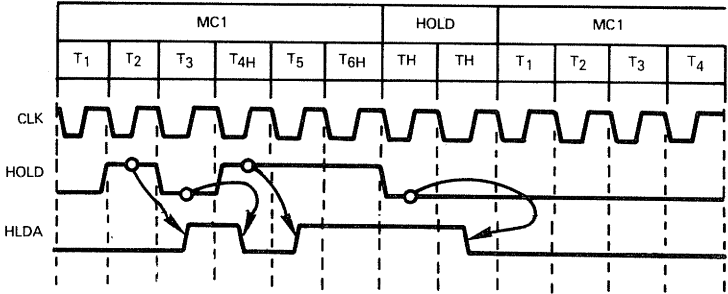 MC1 HOLD MC1
T1 T2 T3 T4H T5 T6H TH TH T1 T2 T3 T4
CLK
HOLD
HLDA